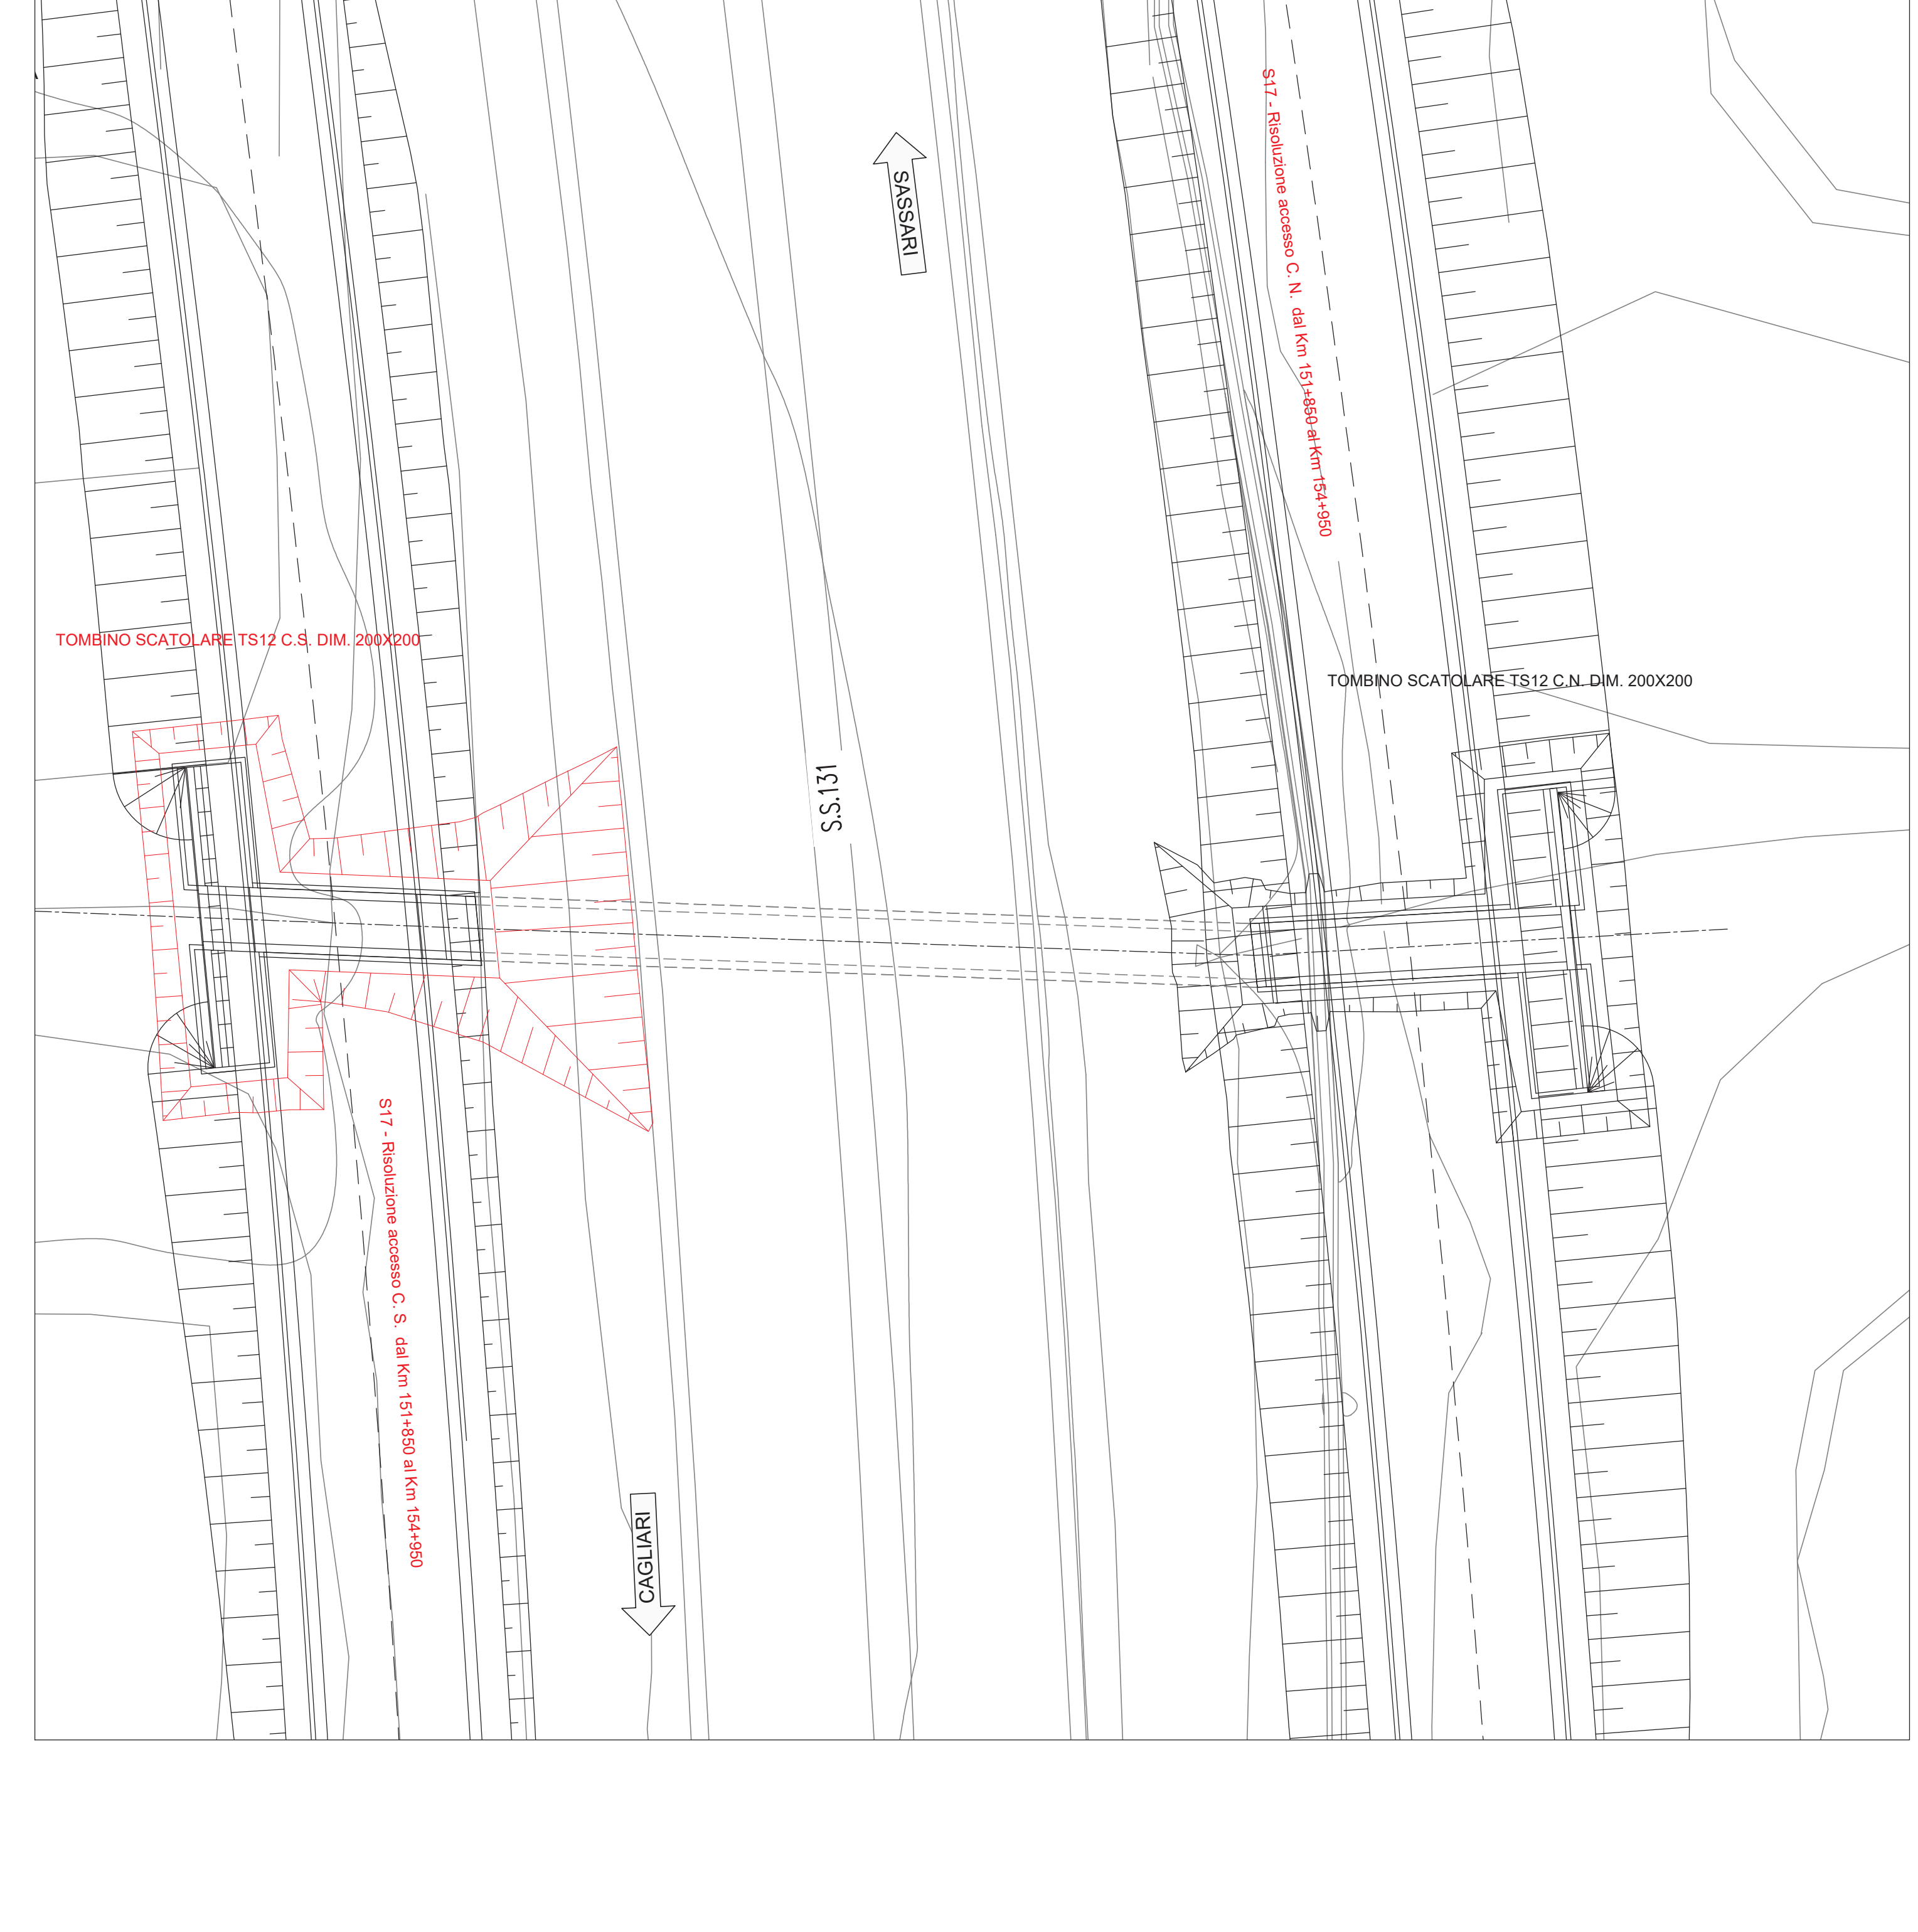 SASSARI
S17 - Risoluzione accesso C. N. dal Km 151+850 al Km 154+950
TOMBINO SCATOLARE TS12 C.S. DIM. 200X200
TOMBINO SCATOLARE TS12 C.N. DIM. 200X200
S.S.131
S17 - Risoluzione accesso C. S. dal Km 151+850 al Km 154+950
CAGLIARI